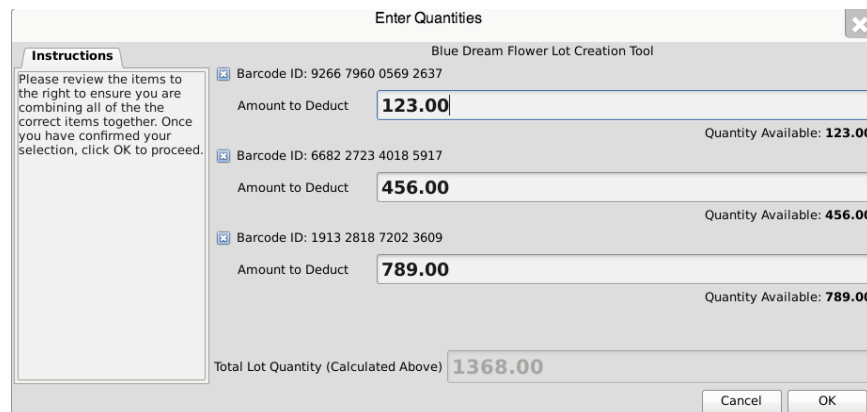 Enter Quantities
Instructions
Please review the items to
the right to ensure you are
combining all of the the
correct items together. Once
you have confirmed your
selection, click OK to proceed.
Blue Dream Flower Lot Creation Tool
Barcode ID: 9266 7960 0569 2637
Amount to Deduct 123.00
Quantity Available: 123.00
Barcode ID: 6682 2723 4018 5917
Amount to Deduct 456.00
Quantity Available: 456.00
Barcode ID: 1913 2818 7202 3609
Amount to Deduct 789.00
Quantity Available: 789.00
Total Lot Quantity (Calculated Above) 1368.00
Cancel OK